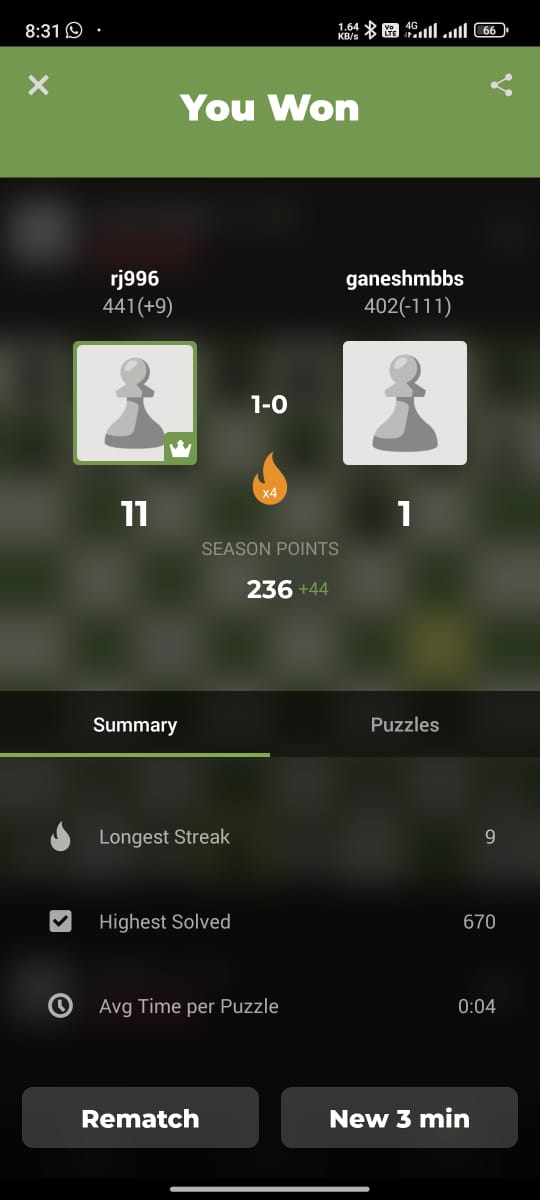 8:31
1.64 KB/s Vo LTE 4G 66
You Won
rj996 ganeshmbbs
441(+9) 402(-111)
1-0
x4
11 1
SEASON POINTS
236 +44
Summary Puzzles
Longest Streak 9
Highest Solved 670
Avg Time per Puzzle 0:04
Rematch New 3 min